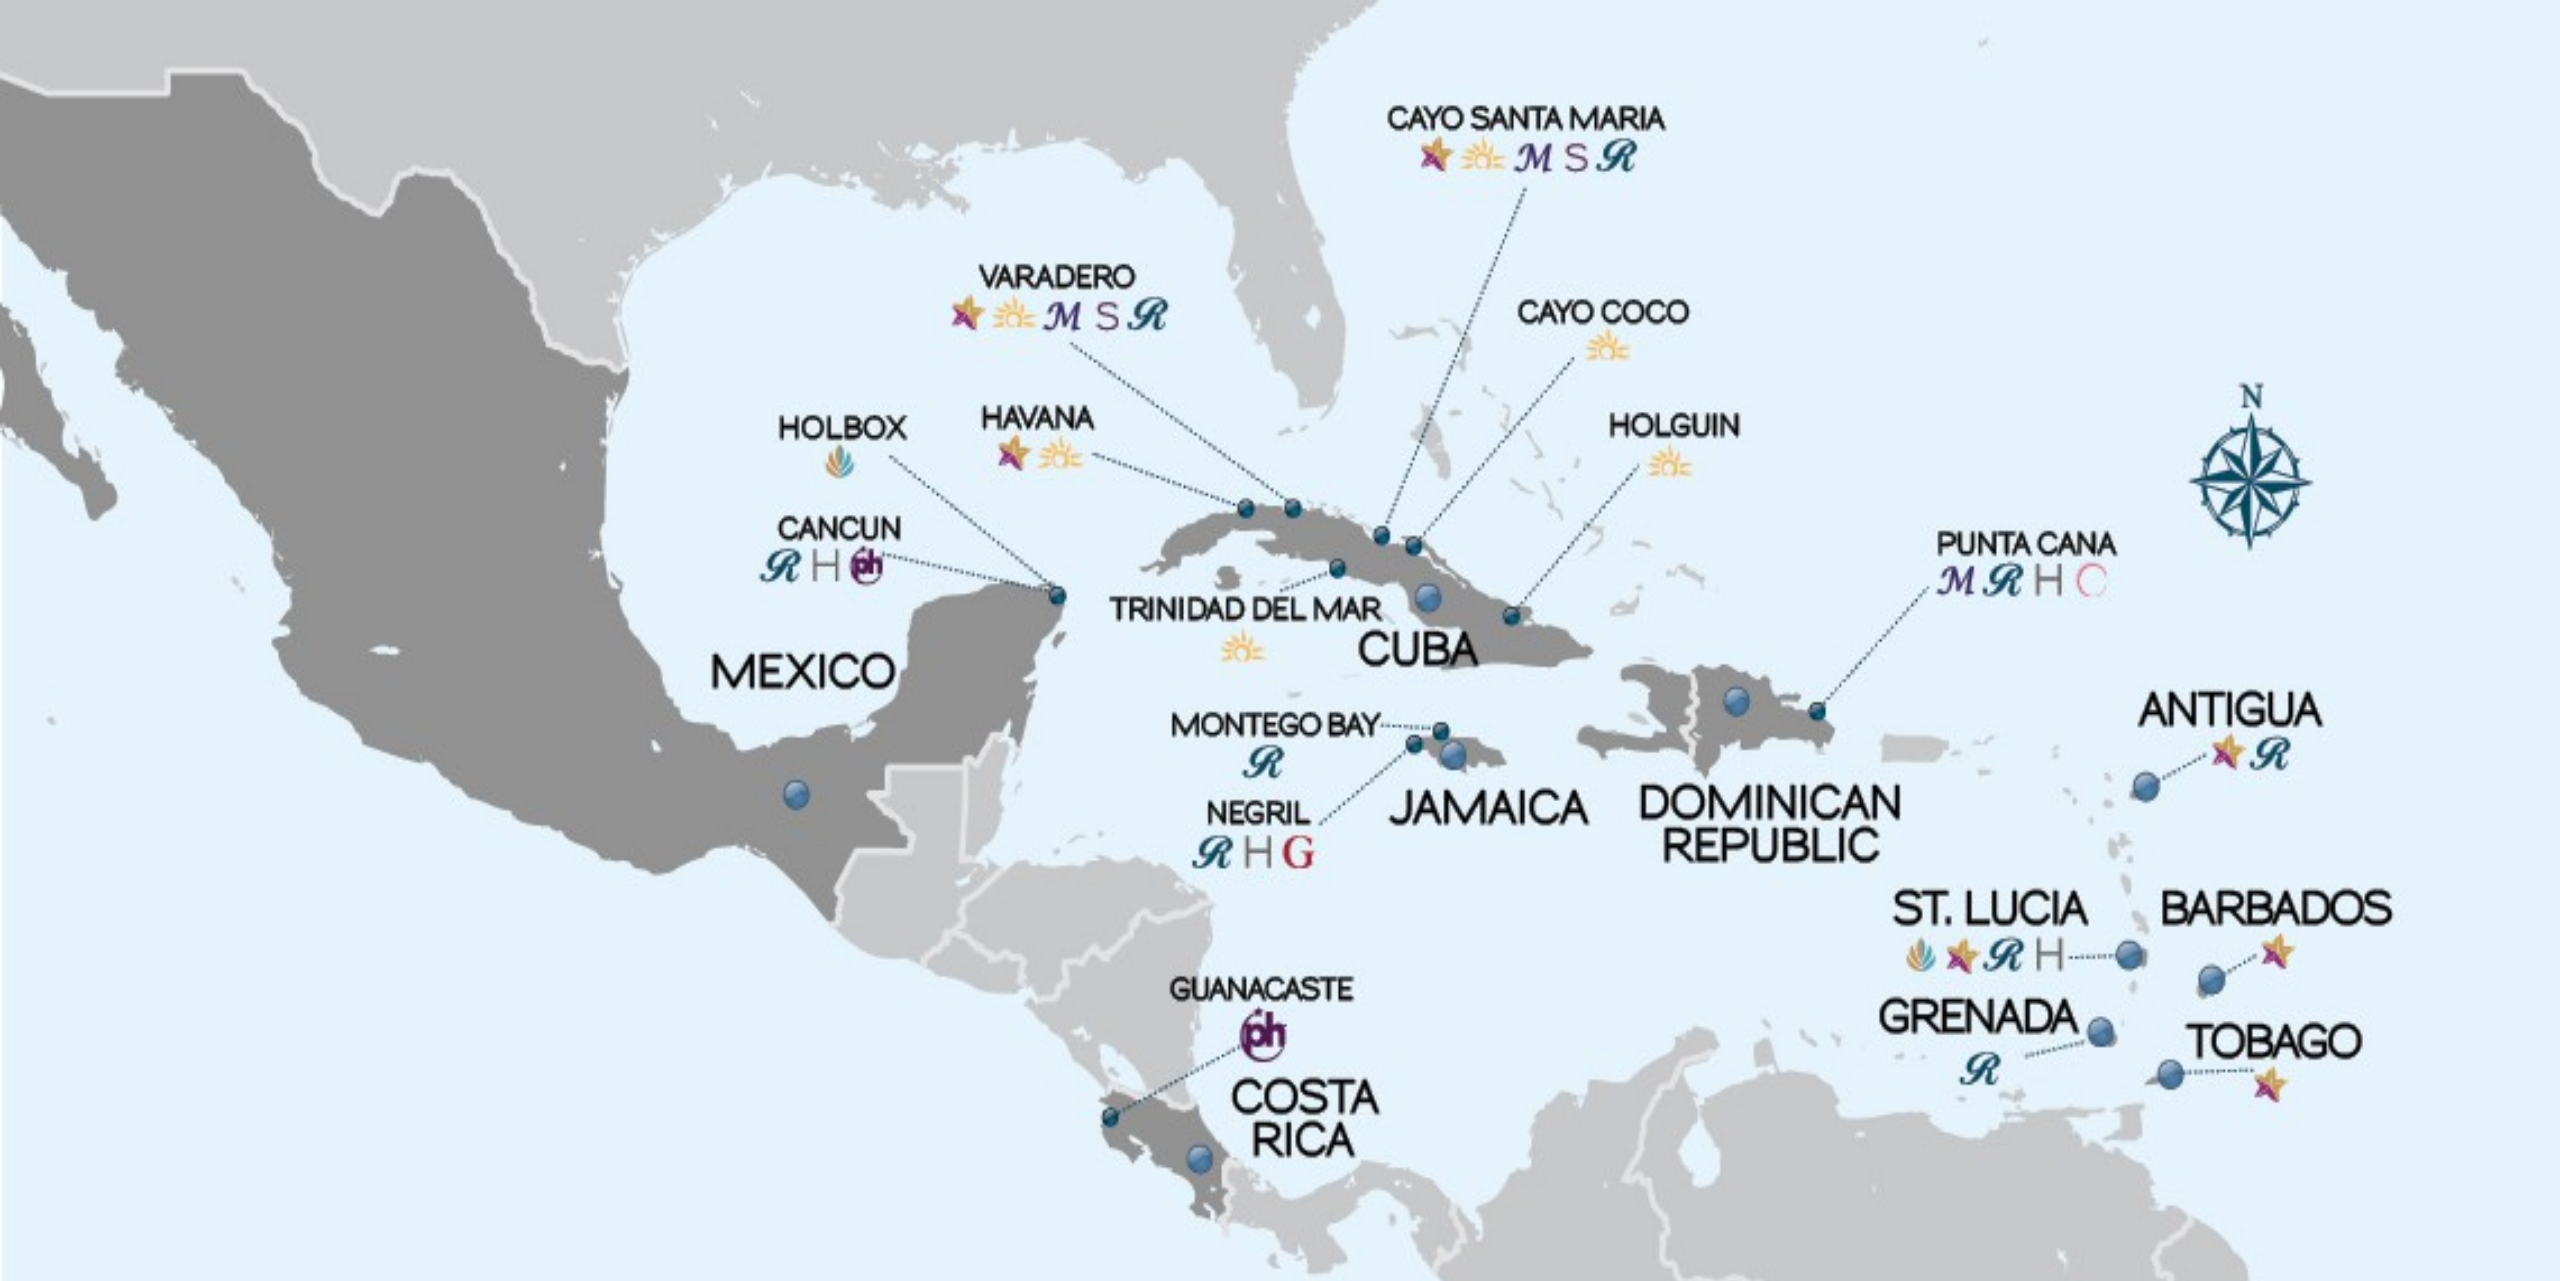 CAYO SANTA MARIA
M S R
VARADERO
M S R
CAYO COCO
N
HAVANA
HOLBOX
HOLGUIN
CANCUN
R H ph
PUNTA CANA
M R H C
TRINIDAD DEL MAR
CUBA
MEXICO
MONTEGO BAY
R
ANTIGUA
R
NEGRIL
R H G
JAMAICA
DOMINICAN
REPUBLIC
ST. LUCIA
R H
BARBADOS
GUANACASTE
ph
GRENADA
R
TOBAGO
COSTA
RICA